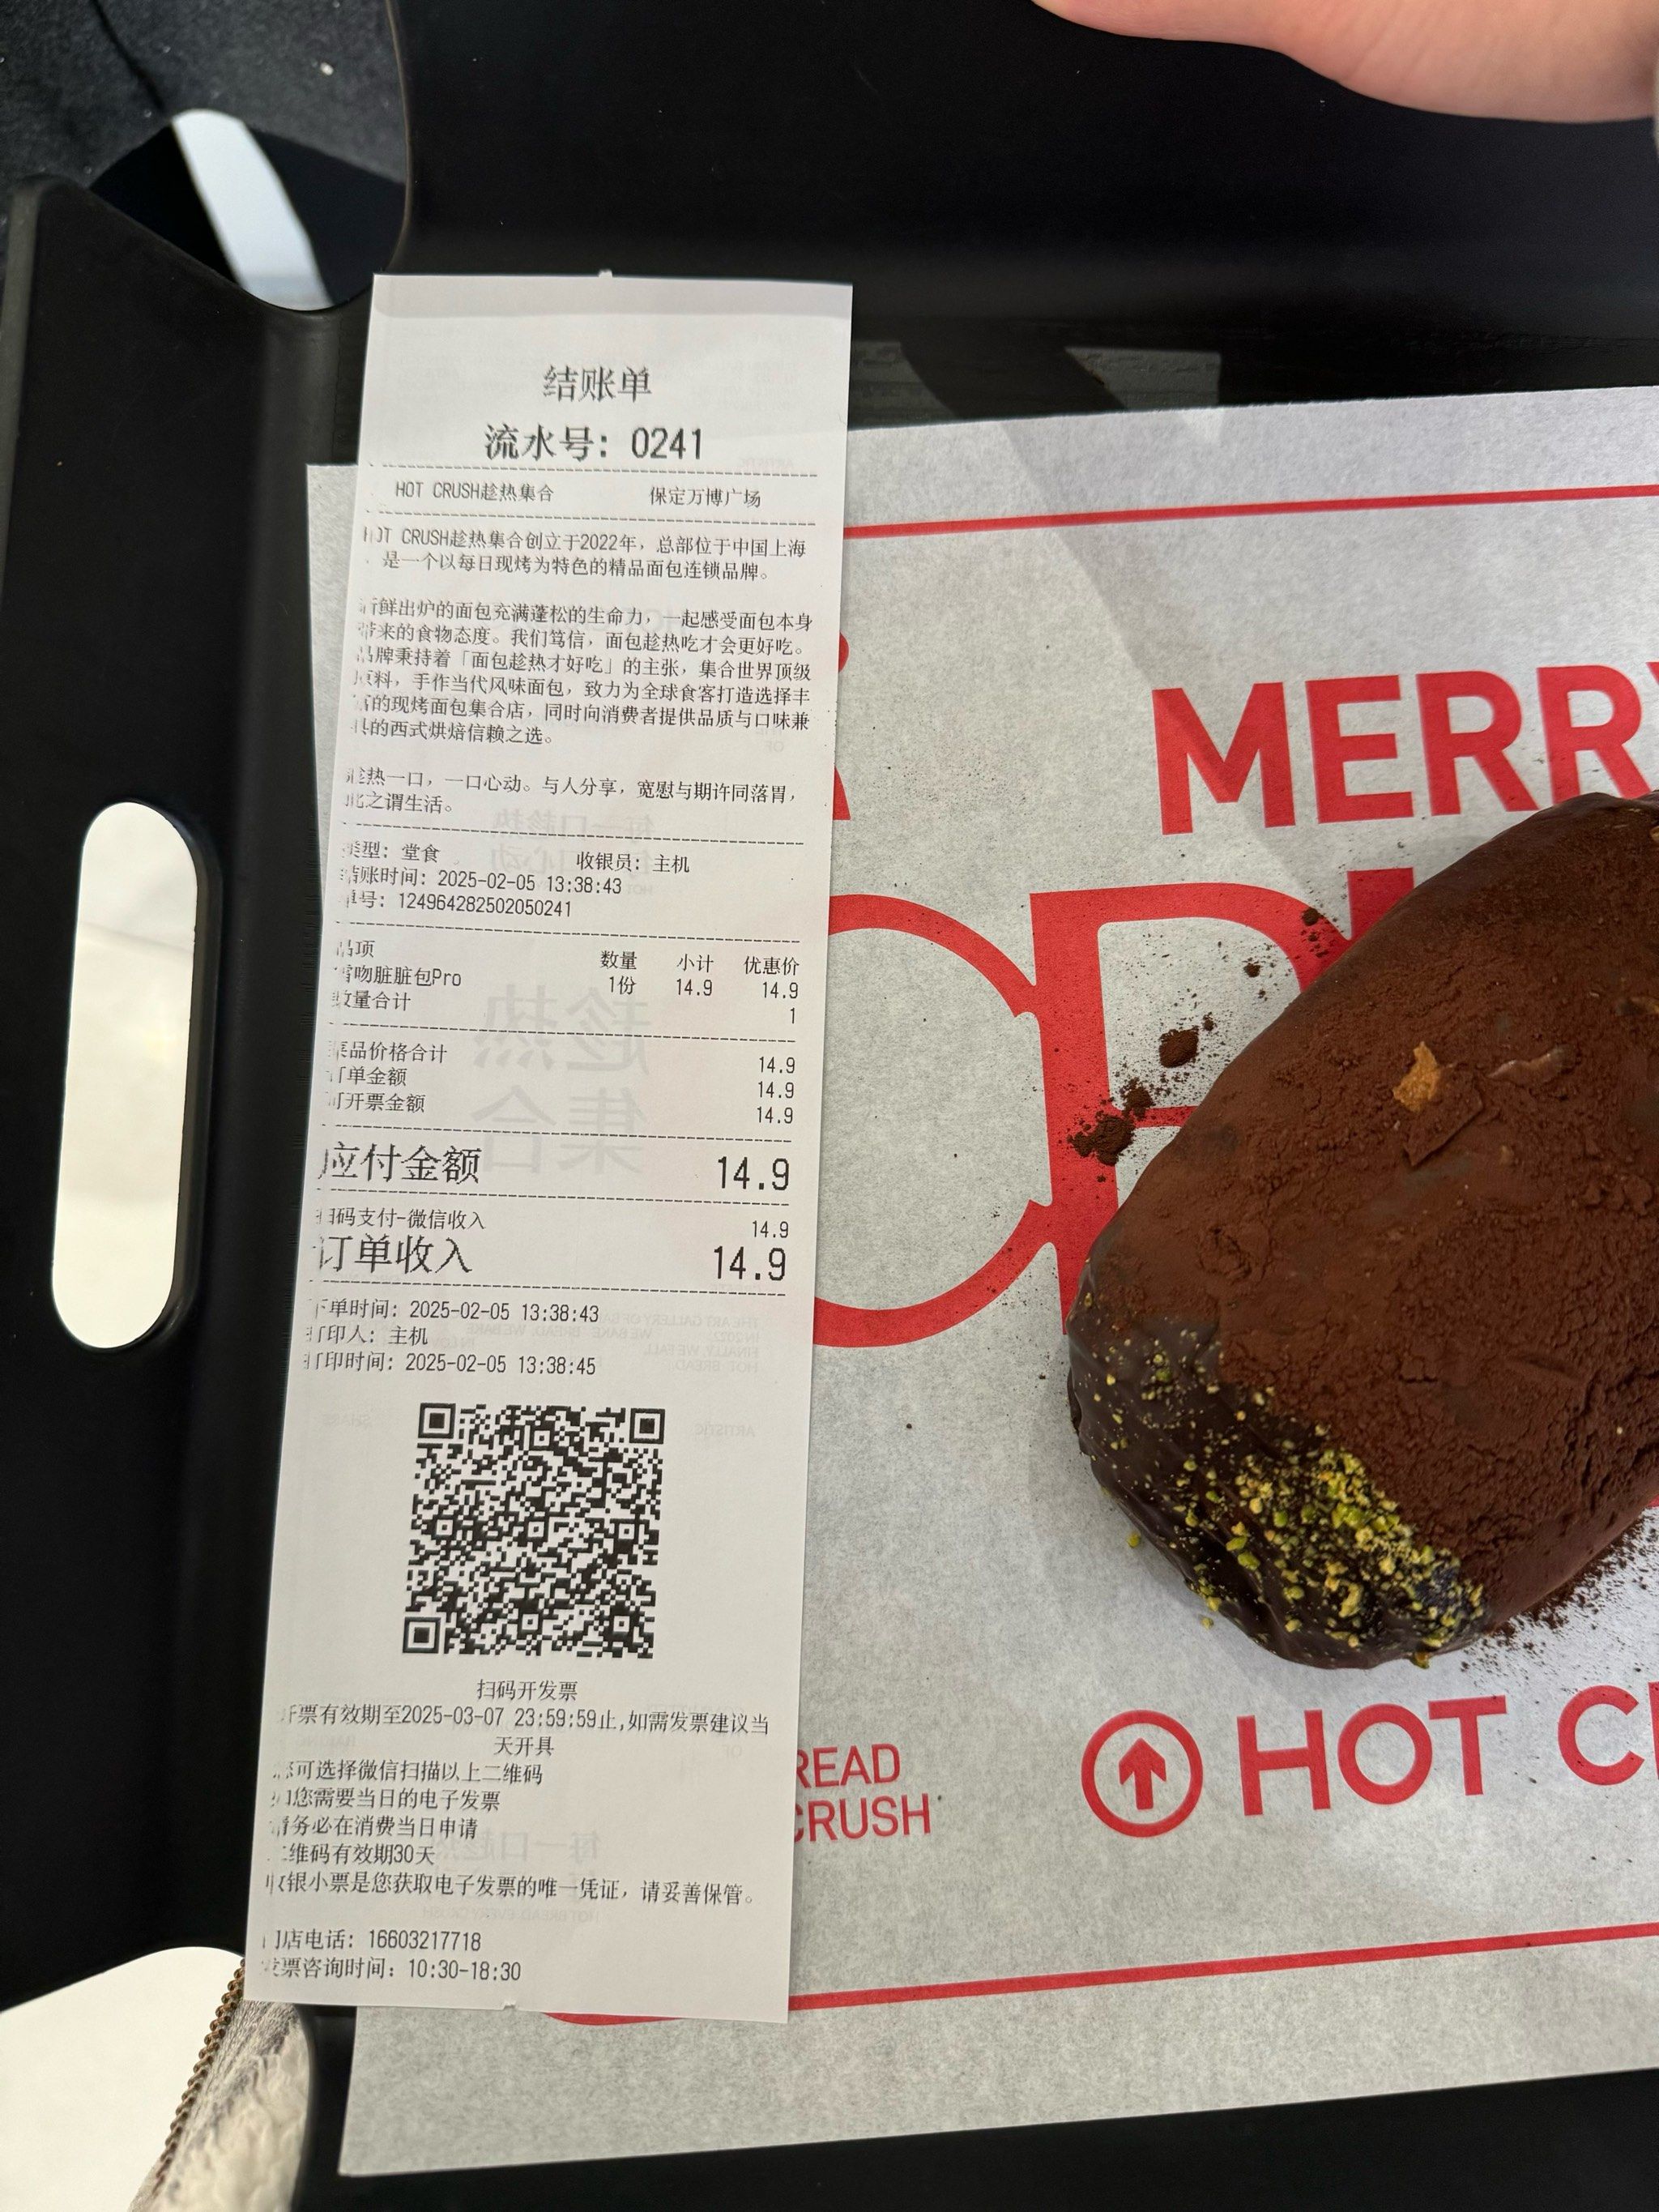 结账单
流水号: 0241
HOT CRUSH趁热集合 保定万博广场
HOT CRUSH趁热集合创立于2022年，总部位于中国上海
，是一个以每日现烤为特色的精品面包连锁品牌。
新鲜出炉的面包充满蓬松的生命力，一起感受面包本身
带来的食物态度。我们笃信，面包趁热吃才会更好吃。
品牌秉持着「面包趁热才好吃」的主张，集合世界顶级
原料，手作当代风味面包，致力为全球食客打造选择丰
富的现烤面包集合店，同时向消费者提供品质与口味兼
具的西式烘焙信赖之选。
趁热一口，一口心动。与人分享，宽慰与期许同落胃，
此之谓生活。
类型: 堂食 收银员: 主机
结账时间: 2025-02-05 13:38:43
单号: 124964282502050241
品项 数量 小计 优惠价
雪吻脏脏包Pro 1份 14.9 14.9
数量合计 1
菜品价格合计 14.9
订单金额 14.9
可开票金额 14.9
应付金额 14.9
扫码支付-微信收入 14.9
订单收入 14.9
下单时间: 2025-02-05 13:38:43
打印人: 主机
打印时间: 2025-02-05 13:38:45
扫码开发票
开票有效期至2025-03-07 23:59:59止,如需发票建议当
天开具
您可选择微信扫描以上二维码
如您需要当日的电子发票
请务必在消费当日申请
二维码有效期30天
收银小票是您获取电子发票的唯一凭证，请妥善保管。
门店电话: 16603217718
发票咨询时间: 10:30-18:30
MERRY
HOT
CRUSH